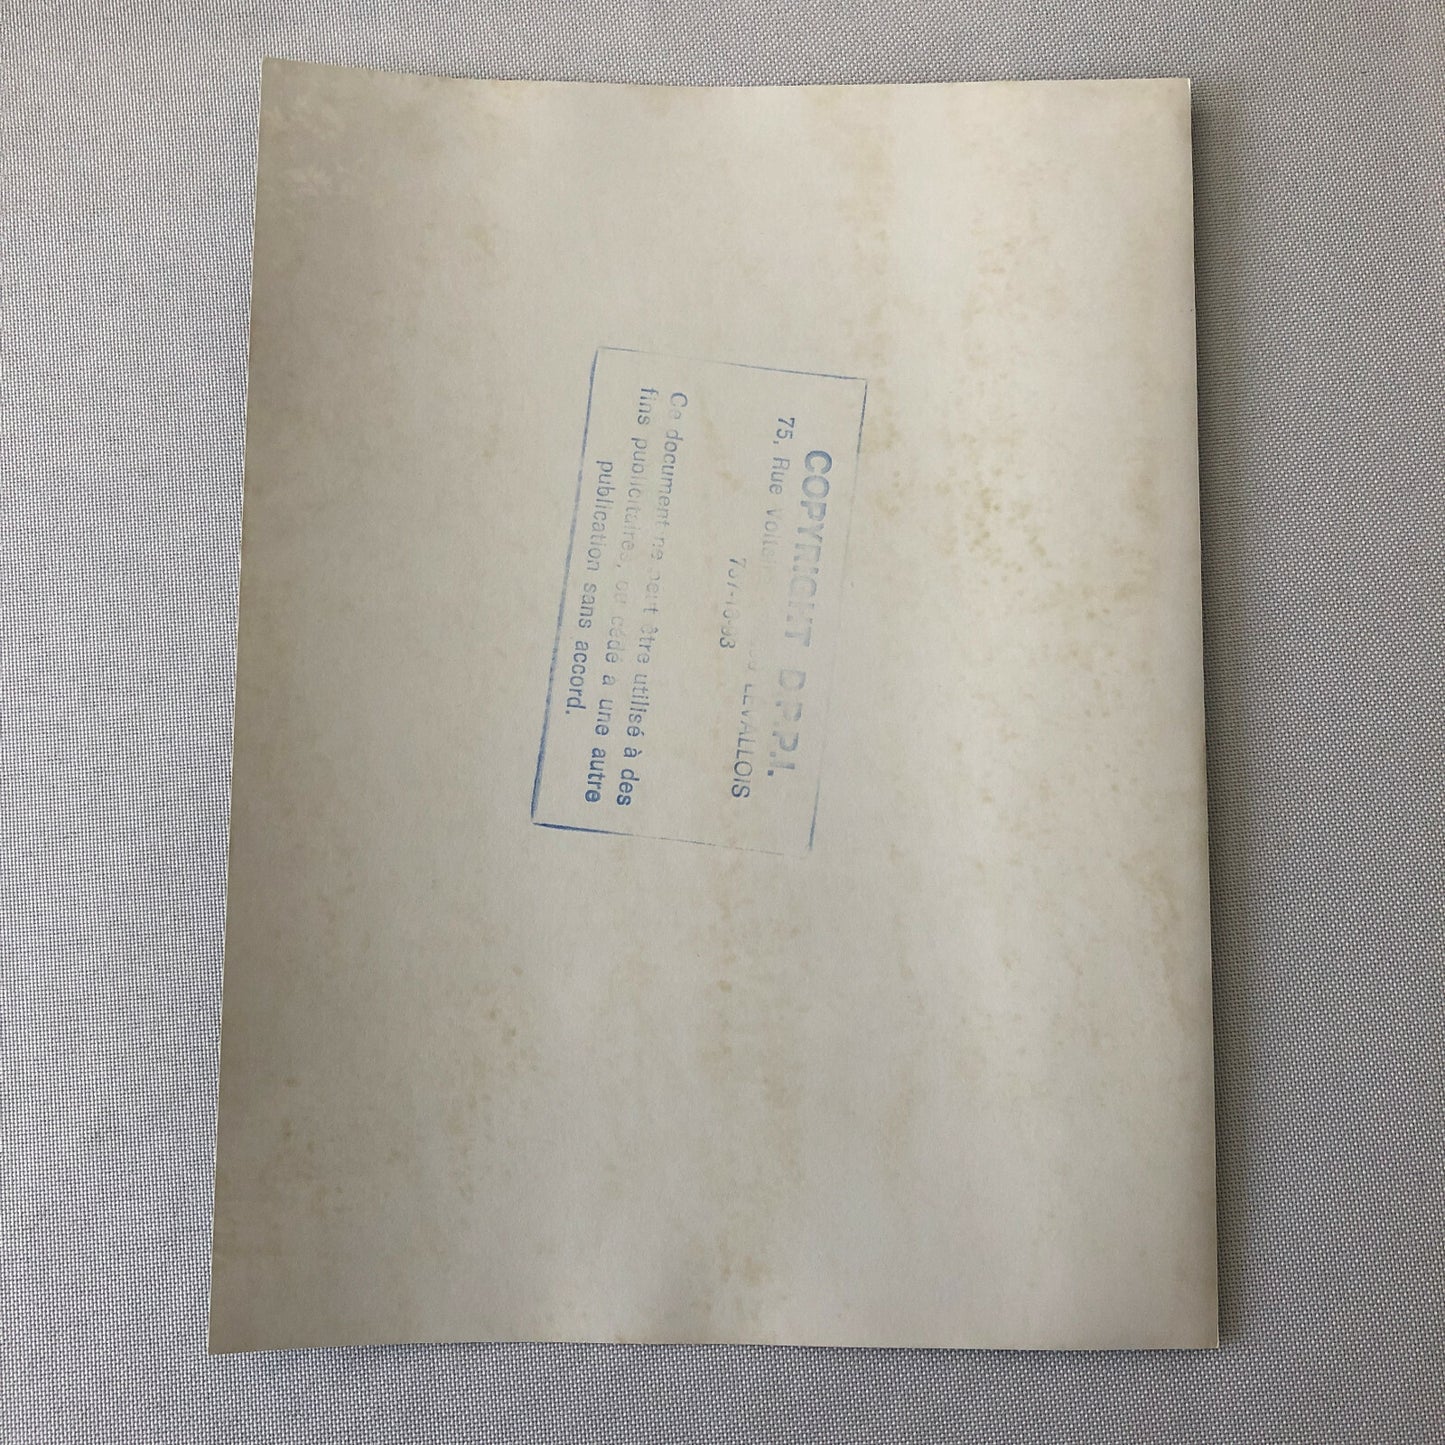 COPYRIGHT D.P.P.I.
75, Rue LEVALLOIS
Ce document ne peut être utilisé à des
fins publicitaires, ou cédé à une autre
publication sans accord.